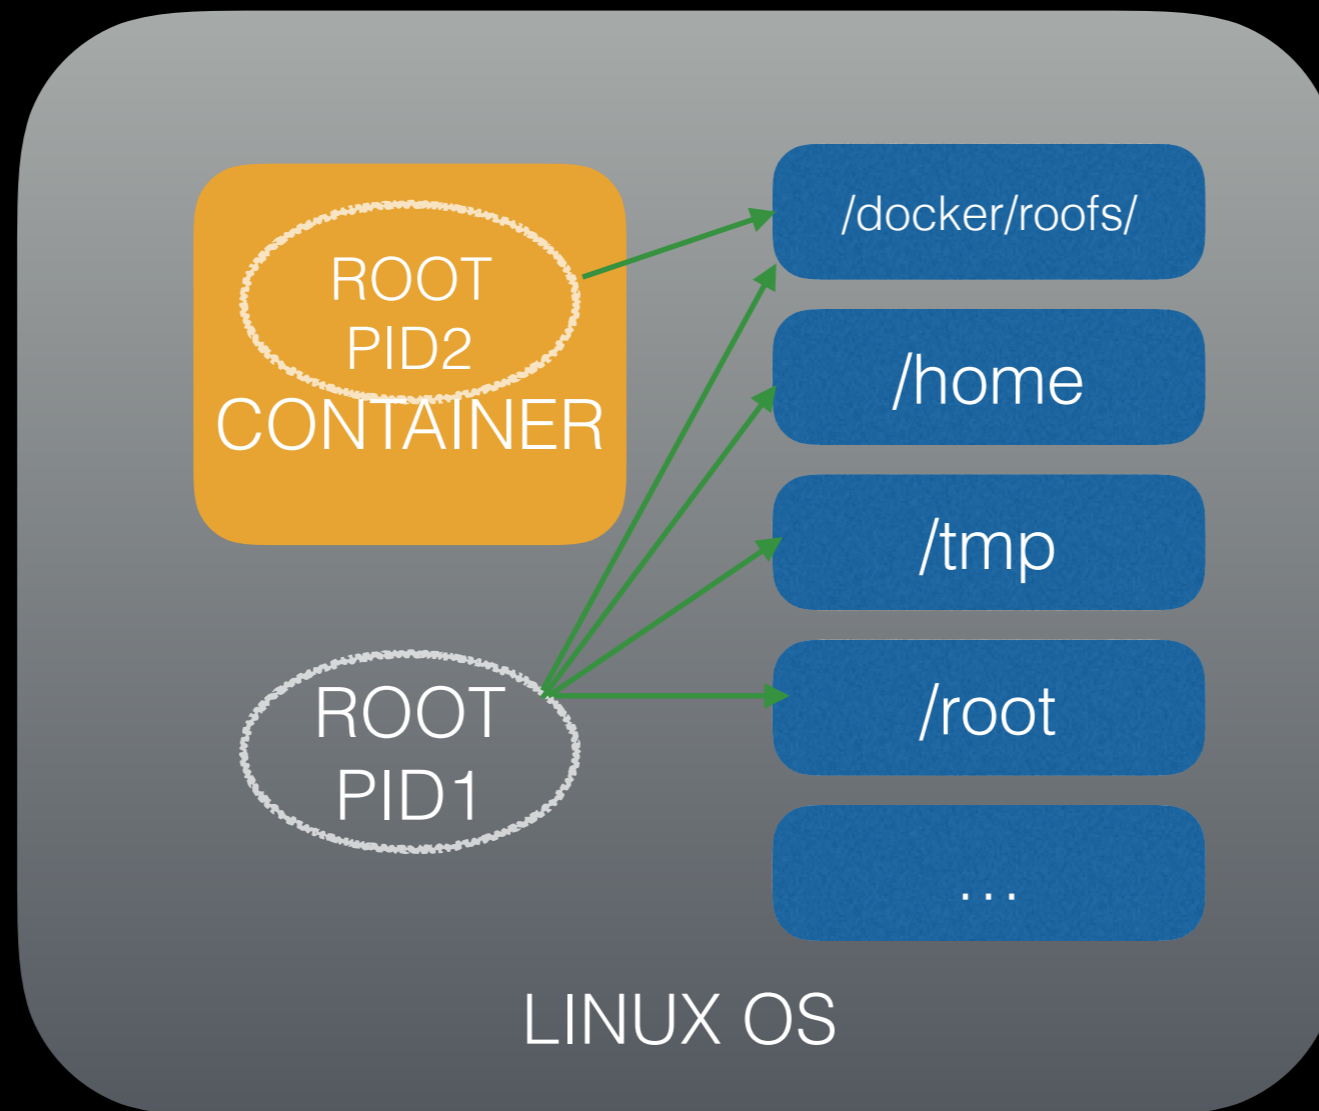 ROOT
PID2
CONTAINER
ROOT
PID1
/docker/roofs/
/home
/tmp
/root
...
LINUX OS